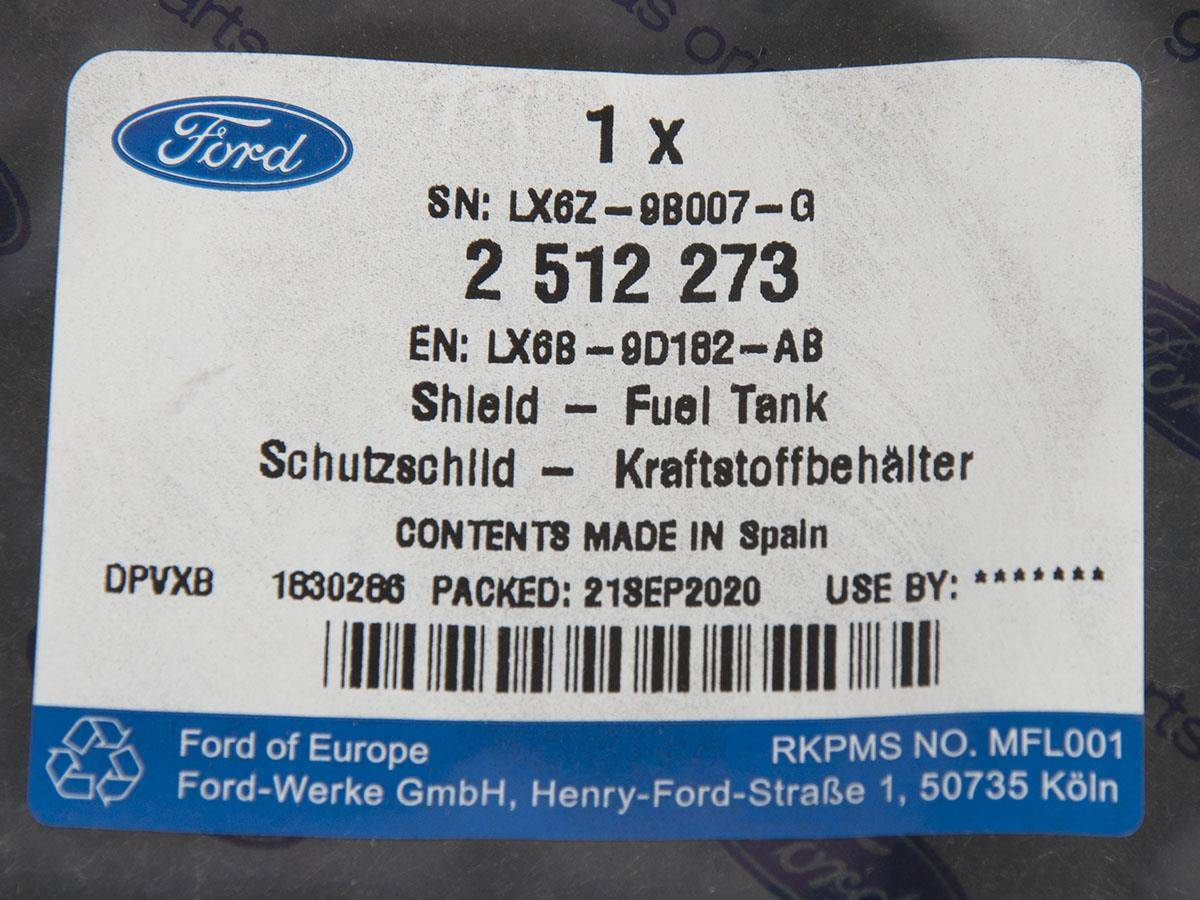 Ford
1 x
SN: LX6Z-9B007-G
2 512 273
EN: LX6B-9D182-AB
Shield - Fuel Tank
Schutzschild - Kraftstoffbehälter
CONTENTS MADE IN Spain
DPVXB 1830286 PACKED: 21SEP2020 USE BY: *******
Ford of Europe RKPMS NO. MFL001
Ford-Werke GmbH, Henry-Ford-Straße 1, 50735 Köln